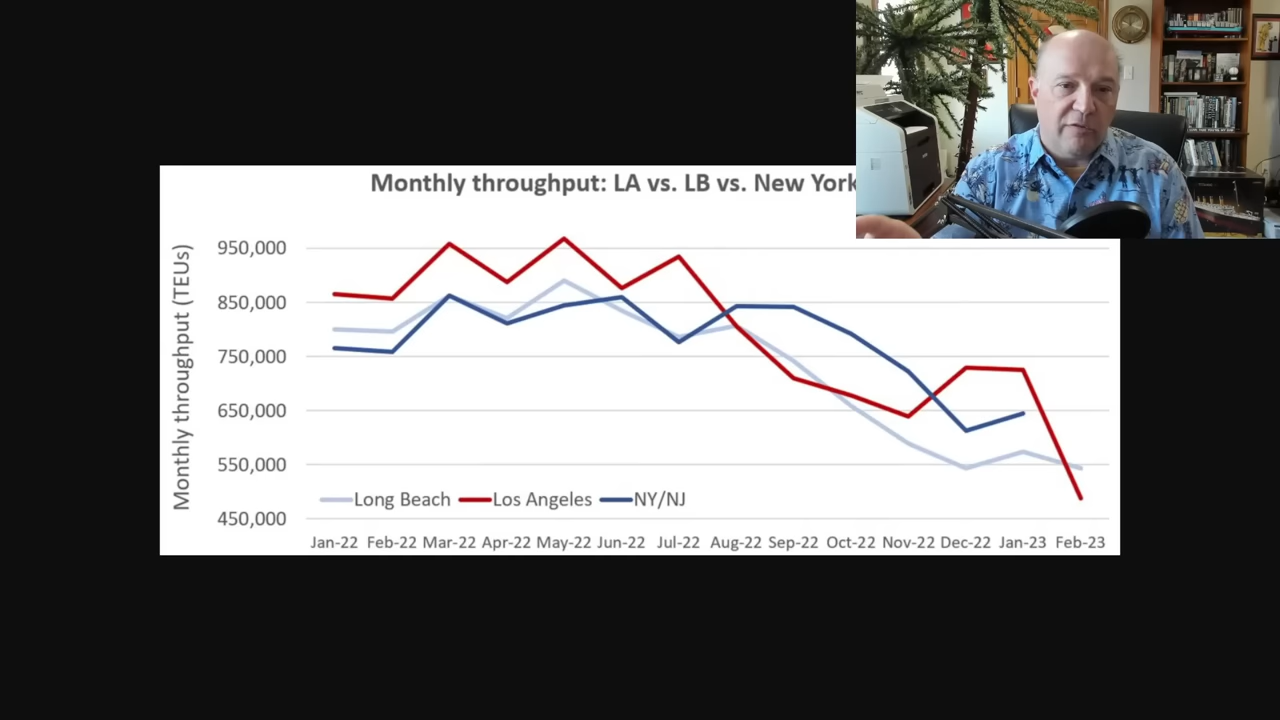 Monthly throughput: LA vs. LB vs. New York
Monthly throughput (TEUs)
950,000
850,000
750,000
650,000
550,000
450,000
Long Beach Los Angeles NY/NJ
Jan-22 Feb-22 Mar-22 Apr-22 May-22 Jun-22 Jul-22 Aug-22 Sep-22 Oct-22 Nov-22 Dec-22 Jan-23 Feb-23